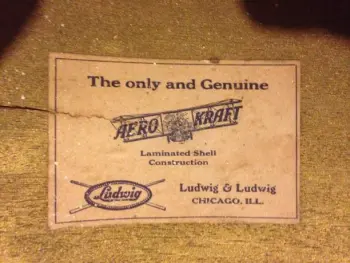 The only and Genuine
AERO KRAFT
Laminated Shell
Construction
Ludwig
Ludwig & Ludwig
CHICAGO, ILL.